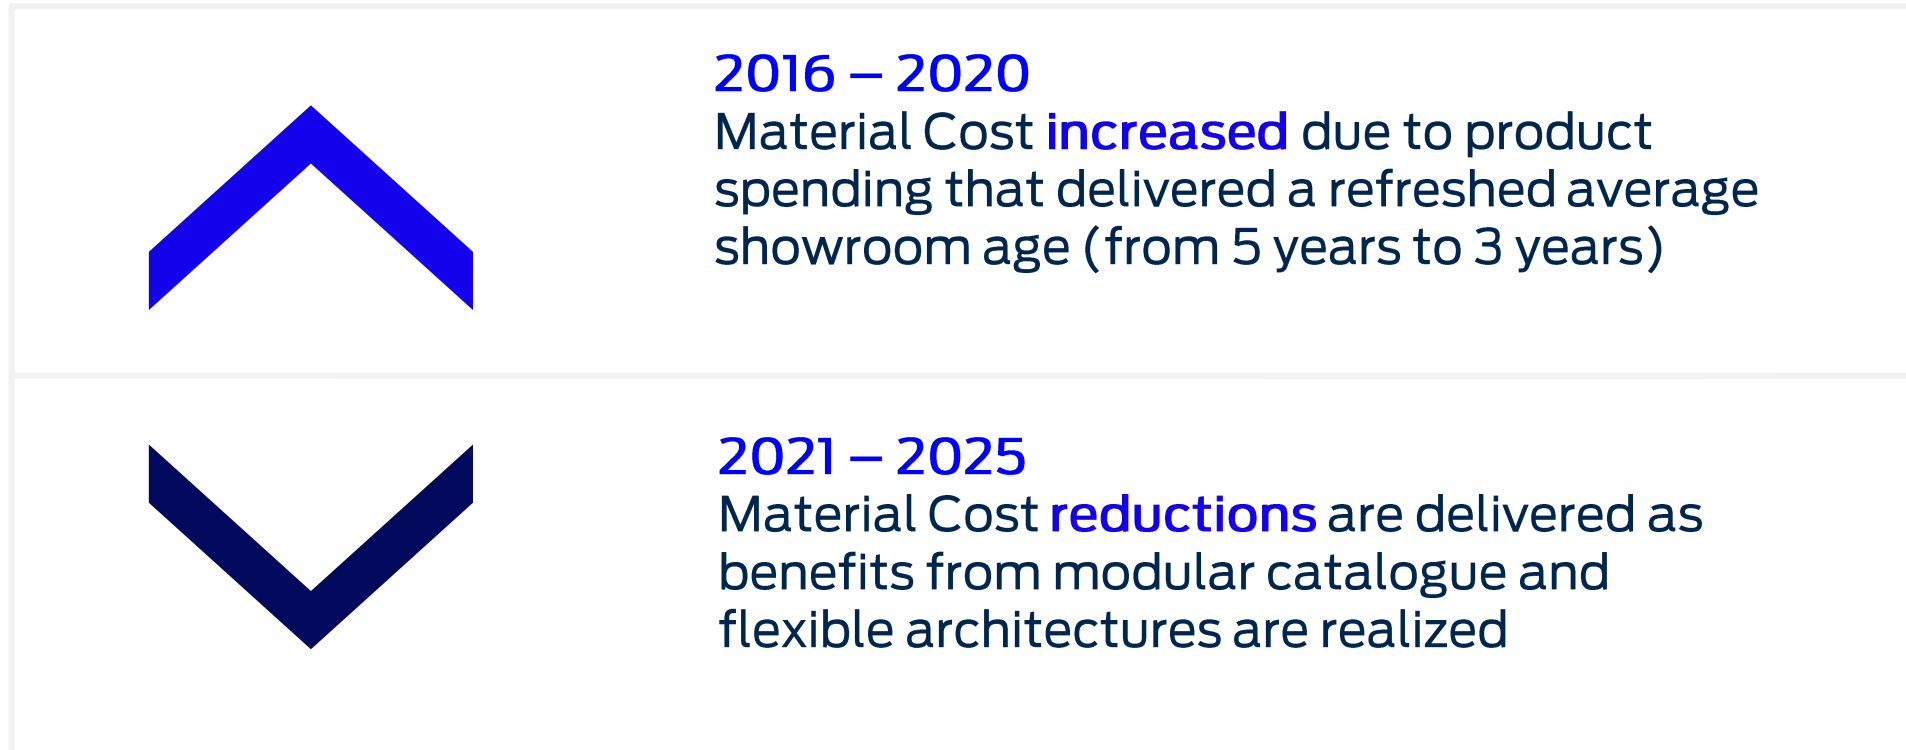 2016 – 2020
Material Cost increased due to product
spending that delivered a refreshed average
showroom age (from 5 years to 3 years)
2021 – 2025
Material Cost reductions are delivered as
benefits from modular catalogue and
flexible architectures are realized